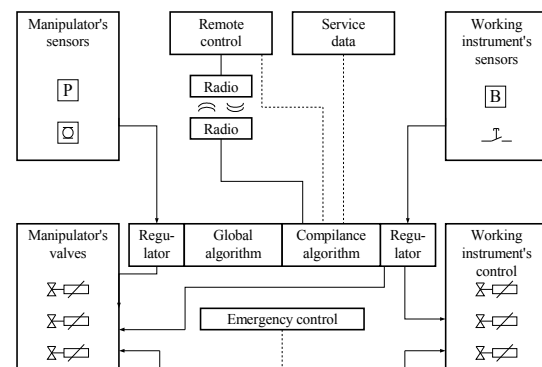 Manipulator's
sensors
P
Remote
control
Service
data
Working
instrument's
sensors
B
Radio
Radio
Manipulator's
valves
Regu-
lator
Global
algorithm
Compilance
algorithm
Regu-
lator
Working
instrument's
control
Emergency control